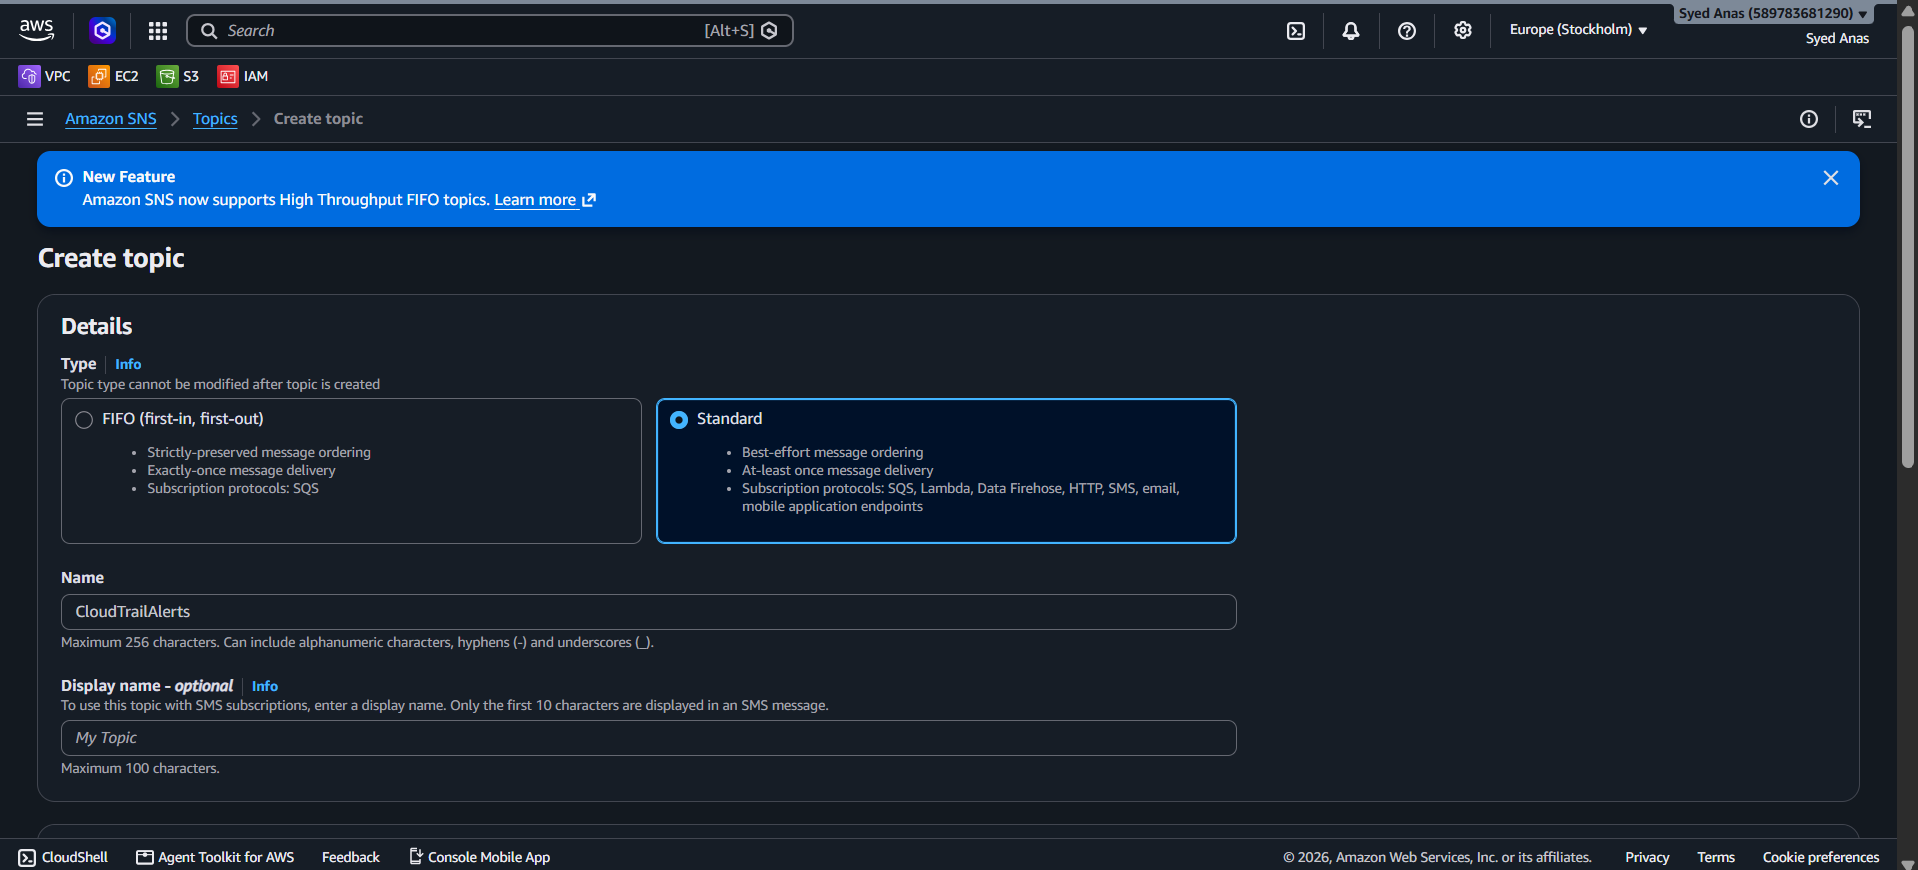 aws
Search [Alt+S]
Europe (Stockholm)
Syed Anas (589783681290)
Syed Anas
VPC EC2 S3 IAM
Amazon SNS Topics Create topic
New Feature
Amazon SNS now supports High Throughput FIFO topics. Learn more
Create topic
Details
Type Info
Topic type cannot be modified after topic is created
FIFO (first-in, first-out)
• Strictly-preserved message ordering
• Exactly-once message delivery
• Subscription protocols: SQS
Standard
• Best-effort message ordering
• At-least once message delivery
• Subscription protocols: SQS, Lambda, Data Firehose, HTTP, SMS, email,
mobile application endpoints
Name
CloudTrailAlerts
Maximum 256 characters. Can include alphanumeric characters, hyphens (-) and underscores (_).
Display name - optional Info
To use this topic with SMS subscriptions, enter a display name. Only the first 10 characters are displayed in an SMS message.
My Topic
Maximum 100 characters.
CloudShell Agent Toolkit for AWS Feedback Console Mobile App © 2026, Amazon Web Services, Inc. or its affiliates. Privacy Terms Cookie preferences